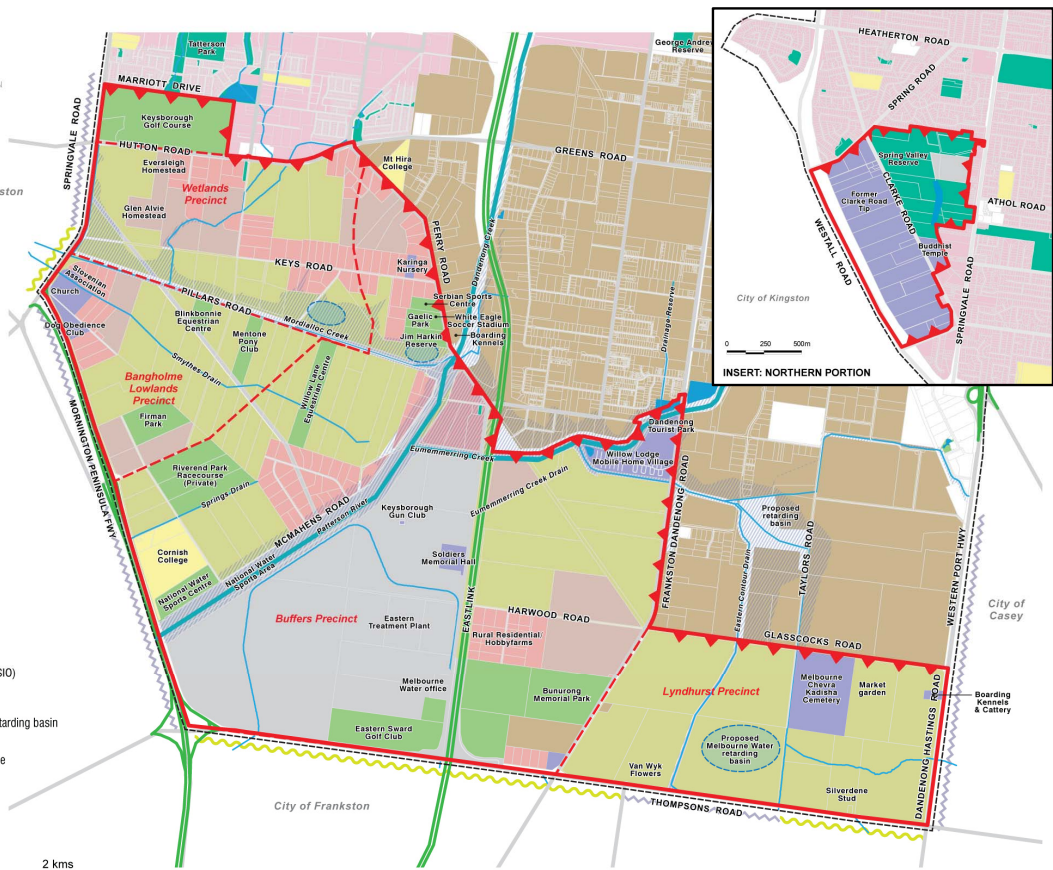 Tatterson
Park
George Andrews
Reserve
MARRIOTT DRIVE
SPRINGVALE ROAD
Keysborough
Golf Course
HUTTON ROAD
Eversleigh
Homestead
Wetlands
Precinct
Glen Alvie
Homestead
Mt Hira
College
GREENS ROAD
PERRY ROAD
Dandenong Creek
KEYS ROAD
Karinga
Nursery
Slovenian
Association
Church
Dog Obedience
Club
PILLARS ROAD
Blinkbonnie
Equestrian
Centre
Mentone
Pony
Club
Mordialloc Creek
Serbian Sports
Centre
Gaelic
Park
White Eagle
Soccer Stadium
Jim Harkin
Reserve
Boarding
Kennels
Drainage Reserve
Smythes Drain
Willow Lane
Equestrian Centre
Bangholme
Lowlands
Precinct
Firman
Park
MORNINGTON PENINSULA FWY
Riverend Park
Racecourse
(Private)
Springs Drain
Eumemmerring Creek
Eumemmerring Creek Drain
Dandenong
Tourist Park
Willow Lodge
Mobile Home Village
FRANKSTON DANDENONG ROAD
Proposed
retarding
basin
Eastern Contour Drain
TAYLORS ROAD
WESTERN PORT HWY
City of
Casey
MCMAHENS ROAD
Patterson River
National Water
Sports Area
Cornish
College
National Water
Sports Centre
Keysborough
Gun Club
Soldiers
Memorial Hall
EASTLINK
Buffers Precinct
Eastern
Treatment Plant
HARWOOD ROAD
Rural Residential
Hobbyfarms
GLASSCOCKS ROAD
Melbourne
Water office
Bunurong
Memorial Park
Lyndhurst Precinct
Melbourne
Chevra
Kadisha
Cemetery
Market
garden
DANDENONG HASTINGS ROAD
Boarding
Kennels
& Cattery
Eastern Sward
Golf Club
Proposed
Melbourne Water
retarding
basin
Van Wyk
Flowers
Silverdene
Stud
THOMPSONS ROAD
City of Frankston
SIO)
tarding basin
e
2 kms
HEATHERTON ROAD
SPRING ROAD
Spring Valley
Reserve
Former
Clarke Road
Tip
CLARKE ROAD
ATHOL ROAD
Buddhist
Temple
WESTALL ROAD
SPRINGVALE ROAD
City of Kingston
0 250 500m
INSERT: NORTHERN PORTION